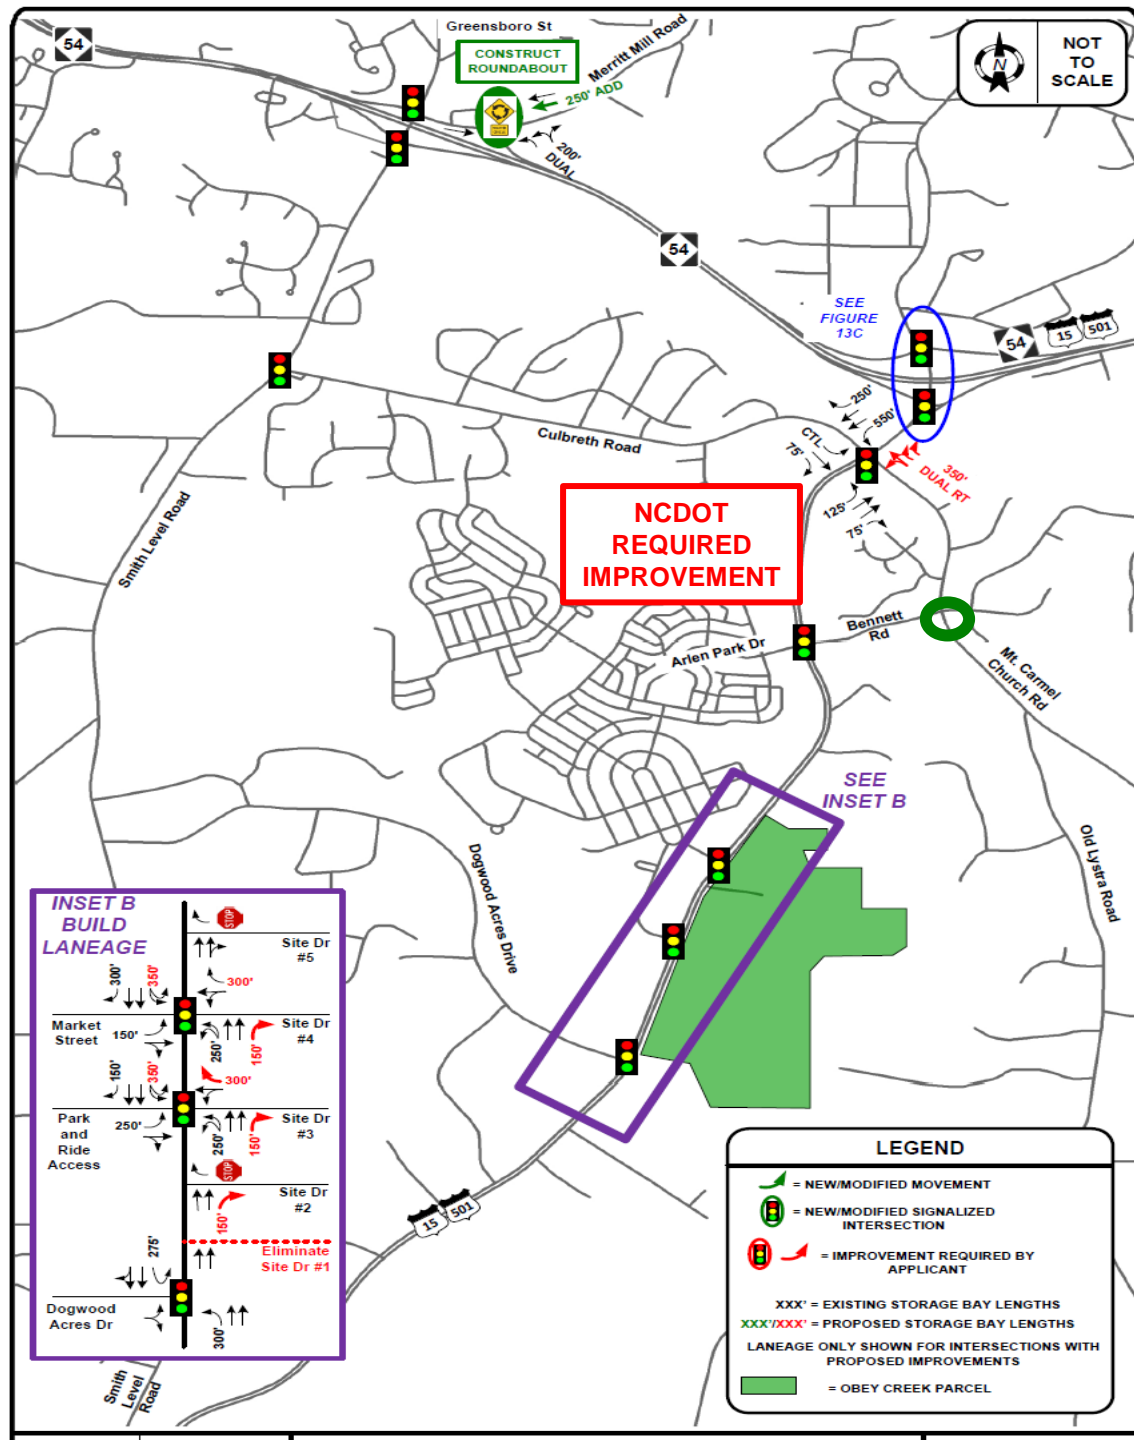 54
Greensboro St
CONSTRUCT
ROUNDABOUT
Merritt Mill Road
250' ADD
200'
DUAL
NOT
TO
SCALE
N
54
SEE
FIGURE
13C
54
15
501
250'
550'
CTL
75'
350'
DUAL RT
125'
75'
Culbreth Road
Smith Level Road
NCDOT
REQUIRED
IMPROVEMENT
Bennett
Rd
Arlen Park Dr
Mt. Carmel
Church Rd
SEE
INSET B
Old Lystra Road
Dogwood Acres Drive
INSET B
BUILD
LANEAGE
STOP
Site Dr
#5
300'
350'
300'
Market
Street
150'
250'
150'
Site Dr
#4
150'
350'
300'
Park
and
Ride
Access
250'
250'
150'
Site Dr
#3
STOP
150'
Site Dr
#2
Eliminate
Site Dr #1
275'
Dogwood
Acres Dr
300'
Smith
Level
Road
15
501
LEGEND
= NEW/MODIFIED MOVEMENT
= NEW/MODIFIED SIGNALIZED
INTERSECTION
= IMPROVEMENT REQUIRED BY
APPLICANT
XXX' = EXISTING STORAGE BAY LENGTHS
XXX'/XXX' = PROPOSED STORAGE BAY LENGTHS
LANEAGE ONLY SHOWN FOR INTERSECTIONS WITH
PROPOSED IMPROVEMENTS
= OBEY CREEK PARCEL